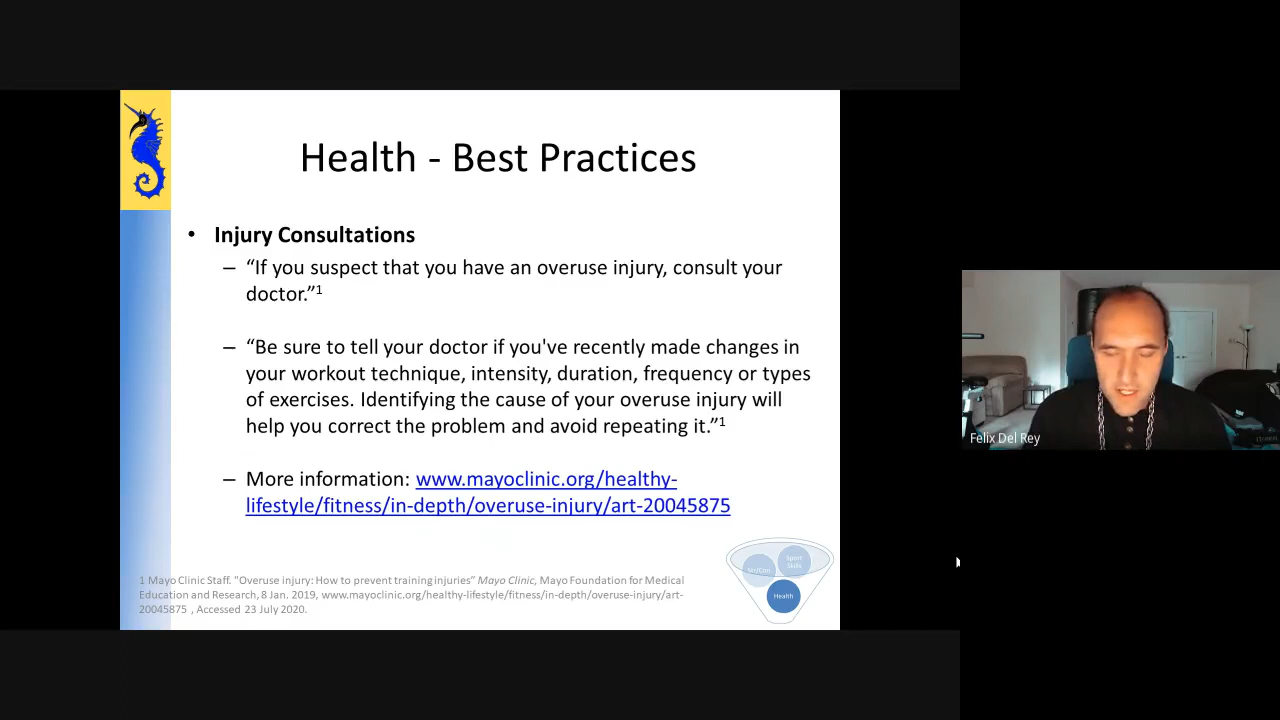 Health - Best Practices
• Injury Consultations
– “If you suspect that you have an overuse injury, consult your
doctor.”1
– “Be sure to tell your doctor if you've recently made changes in
your workout technique, intensity, duration, frequency or types
of exercises. Identifying the cause of your overuse injury will
help you correct the problem and avoid repeating it.”1
– More information: www.mayoclinic.org/healthy-
lifestyle/fitness/in-depth/overuse-injury/art-20045875
1 Mayo Clinic Staff. "Overuse injury: How to prevent training injuries” Mayo Clinic, Mayo Foundation for Medical
Education and Research, 8 Jan. 2019, www.mayoclinic.org/healthy-lifestyle/fitness/in-depth/overuse-injury/art-
20045875 , Accessed 23 July 2020.
Sport
Skills
Str/Con
Health
Felix Del Rey